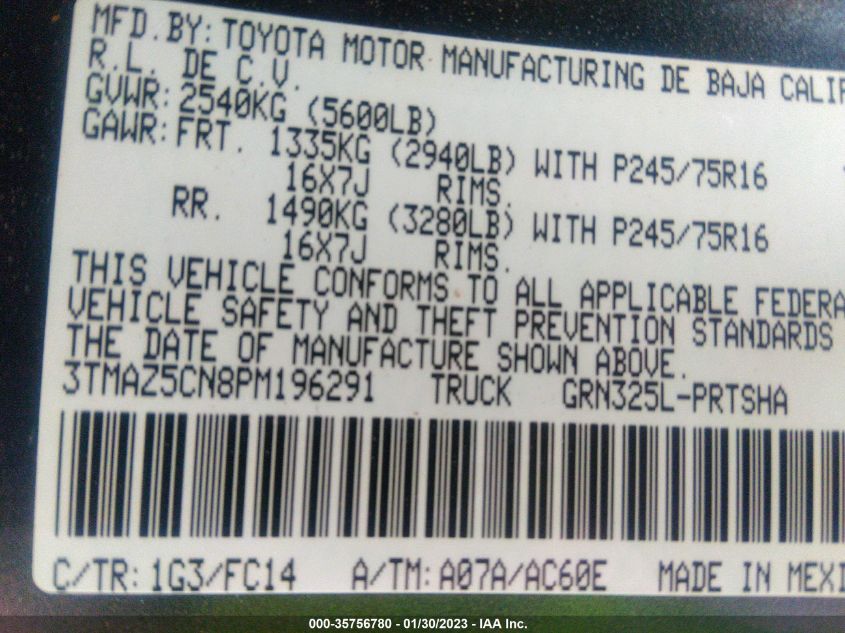 MFD.BY: TOYOTA MOTOR MANUFACTURING DE BAJA CALIF
R.L. DE C.V.
GVWR: 2540KG (5600LB)
GAWR: FRT. 1335KG (2940LB) WITH P245/75R16
16X7J RIMS.
RR. 1490KG (3280LB) WITH P245/75R16
16X7J RIMS.
THIS VEHICLE CONFORMS TO ALL APPLICABLE FEDERA
VEHICLE SAFETY AND THEFT PREVENTION STANDARDS
THE DATE OF MANUFACTURE SHOWN ABOVE.
3TMAZ5CN8PM196291 TRUCK GRN325L-PRTSHA
C/TR: 1G3/FC14 A/TM: A07A/AC60E MADE IN MEXI
000-35756780 - 01/30/2023 - IAA Inc.